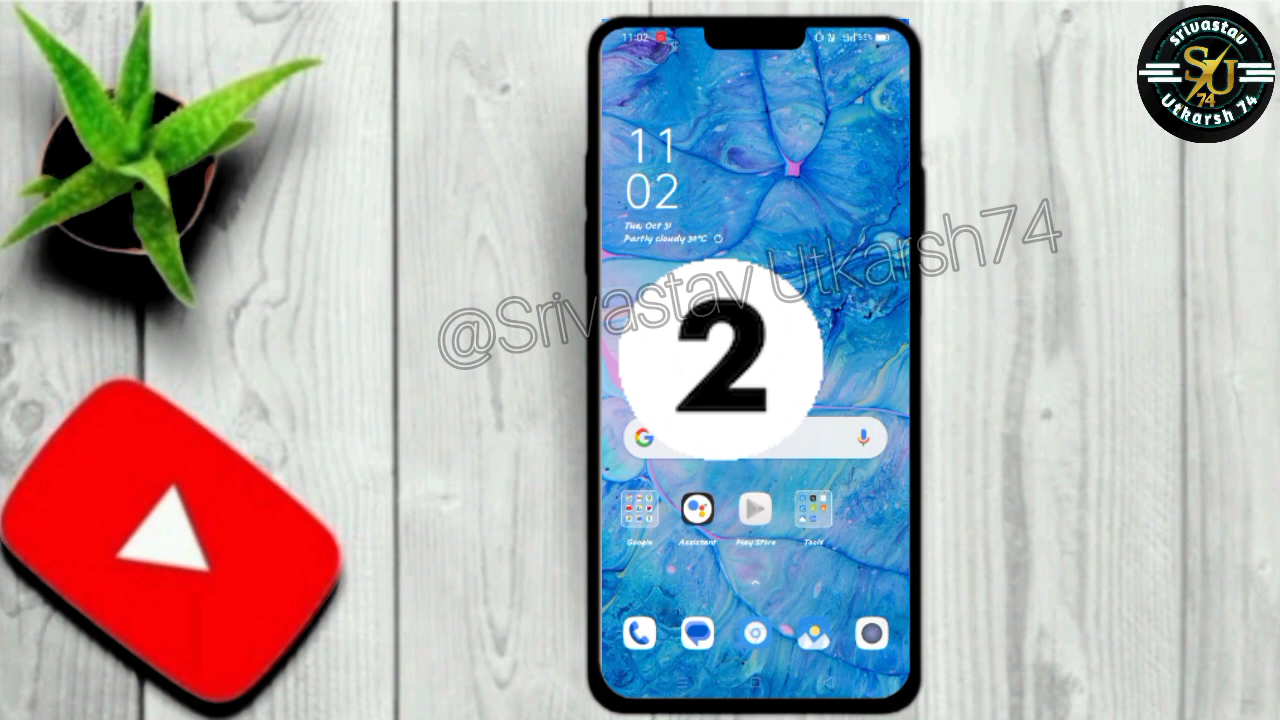 11:02
55%
srivastav
SU
74
Utkarsh 74
11
02
Tue, Oct 31
Partly cloudy 30°C
@Srivastav Utkarsh74
2
G
Google
Assistant
Play Store
Tools